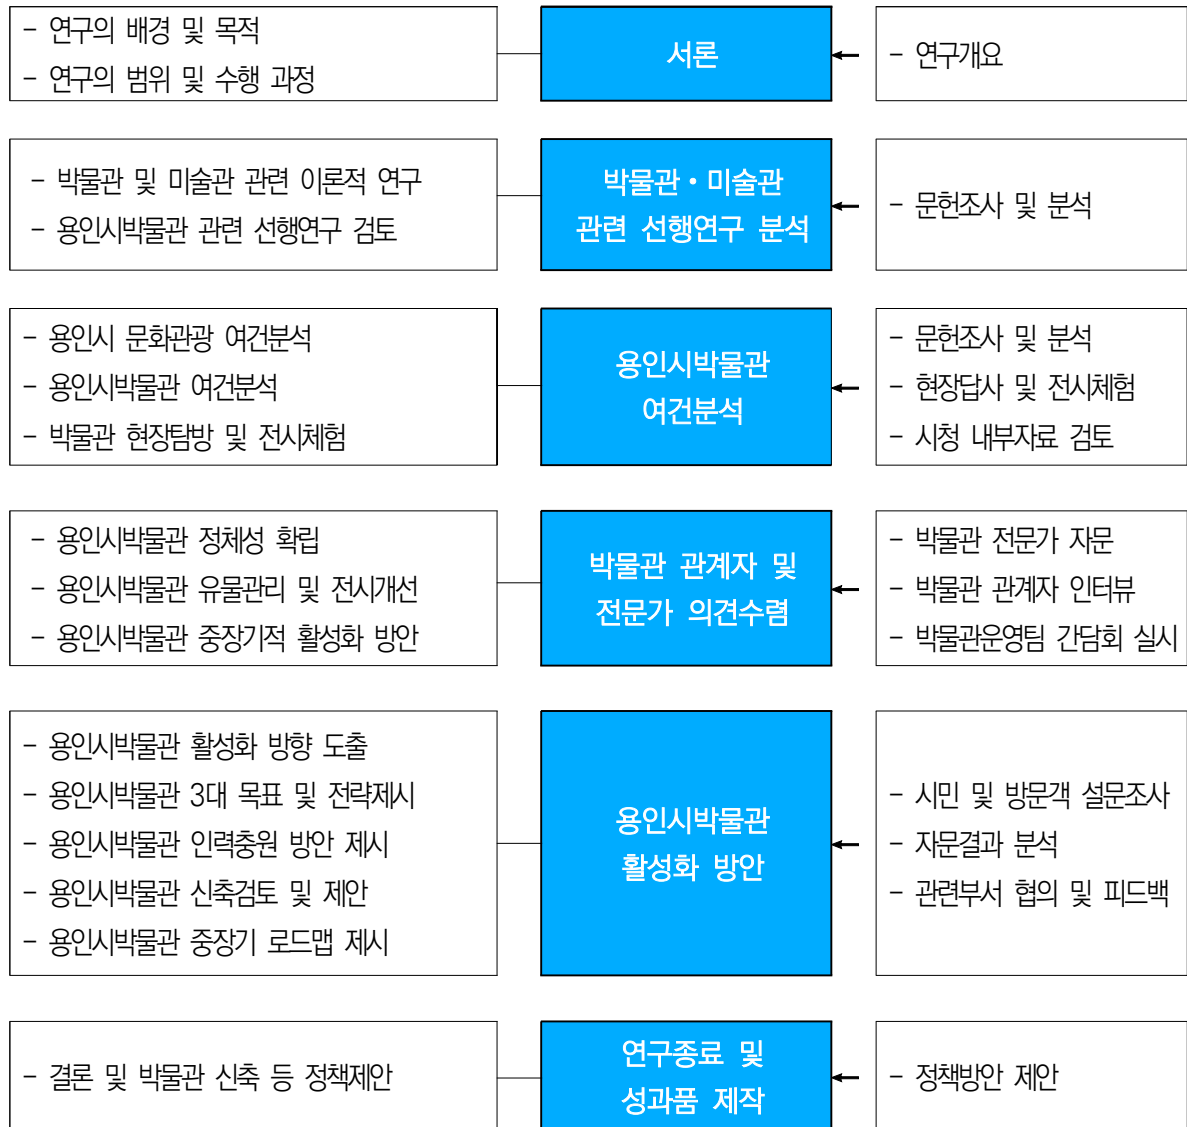 - 연구의 배경 및 목적
- 연구의 범위 및 수행 과정
서론
- 연구개요
- 박물관 및 미술관 관련 이론적 연구
- 용인시박물관 관련 선행연구 검토
박물관・미술관
관련 선행연구 분석
- 문헌조사 및 분석
- 용인시 문화관광 여건분석
- 용인시박물관 여건분석
- 박물관 현장탐방 및 전시체험
용인시박물관
여건분석
- 문헌조사 및 분석
- 현장답사 및 전시체험
- 시청 내부자료 검토
- 용인시박물관 정체성 확립
- 용인시박물관 유물관리 및 전시개선
- 용인시박물관 중장기적 활성화 방안
박물관 관계자 및
전문가 의견수렴
- 박물관 전문가 자문
- 박물관 관계자 인터뷰
- 박물관운영팀 간담회 실시
- 용인시박물관 활성화 방향 도출
- 용인시박물관 3대 목표 및 전략제시
- 용인시박물관 인력충원 방안 제시
- 용인시박물관 신축검토 및 제안
- 용인시박물관 중장기 로드맵 제시
용인시박물관
활성화 방안
- 시민 및 방문객 설문조사
- 자문결과 분석
- 관련부서 협의 및 피드백
- 결론 및 박물관 신축 등 정책제안
연구종료 및
성과품 제작
- 정책방안 제안